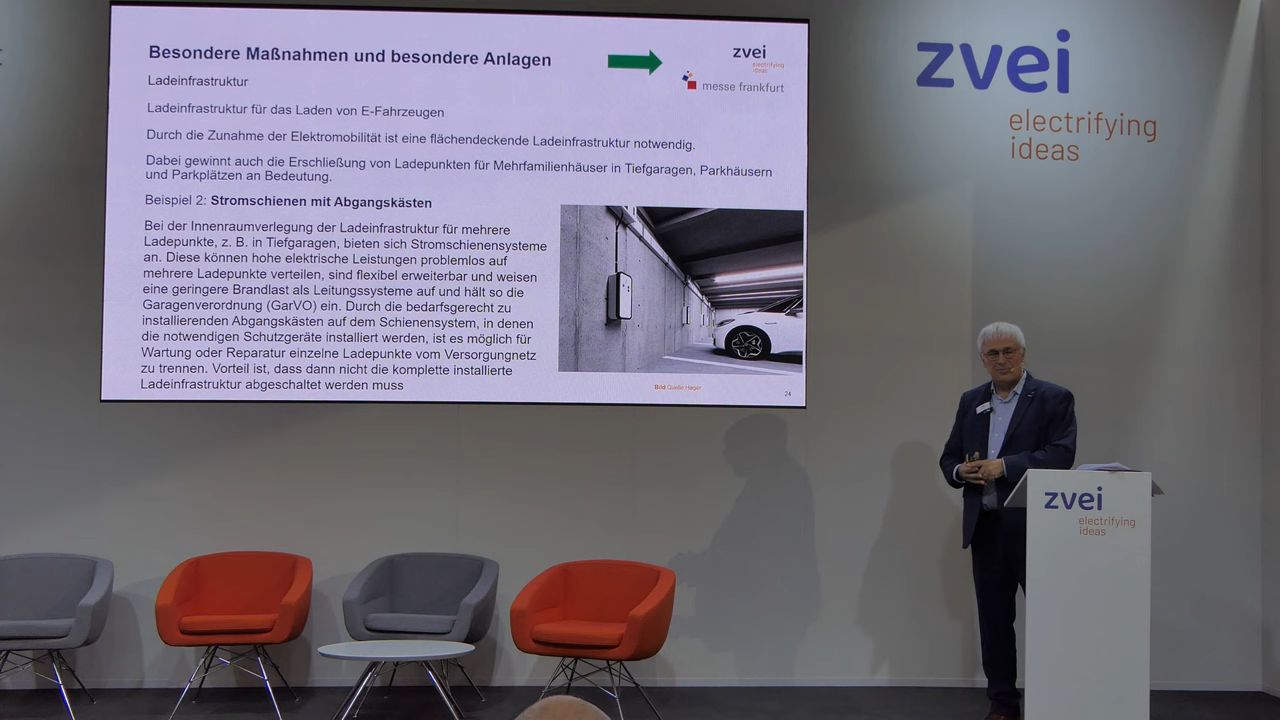 Besondere Maßnahmen und besondere Anlagen
zvei
electrifying
ideas
messe frankfurt
Ladeinfrastruktur
Ladeinfrastruktur für das Laden von E-Fahrzeugen
Durch die Zunahme der Elektromobilität ist eine flächendeckende Ladeinfrastruktur notwendig.
Dabei gewinnt auch die Erschließung von Ladepunkten für Mehrfamilienhäuser in Tiefgaragen, Parkhäusern
und Parkplätzen an Bedeutung.
Beispiel 2: Stromschienen mit Abgangskästen
Bei der Innenraumverlegung der Ladeinfrastruktur für mehrere
Ladepunkte, z. B. in Tiefgaragen, bieten sich Stromschienensysteme
an. Diese können hohe elektrische Leistungen problemlos auf
mehrere Ladepunkte verteilen, sind flexibel erweiterbar und weisen
eine geringere Brandlast als Leitungssysteme auf und hält so die
Garagenverordnung (GarVO) ein. Durch die bedarfsgerecht zu
installierenden Abgangskästen auf dem Schienensystem, in denen
die notwendigen Schutzgeräte installiert werden, ist es möglich für
Wartung oder Reparatur einzelne Ladepunkte vom Versorgungnetz
zu trennen. Vorteil ist, dass dann nicht die komplette installierte
Ladeinfrastruktur abgeschaltet werden muss
Bild Quelle Hager
24
zvei
electrifying
ideas
zvei
electrifying
ideas